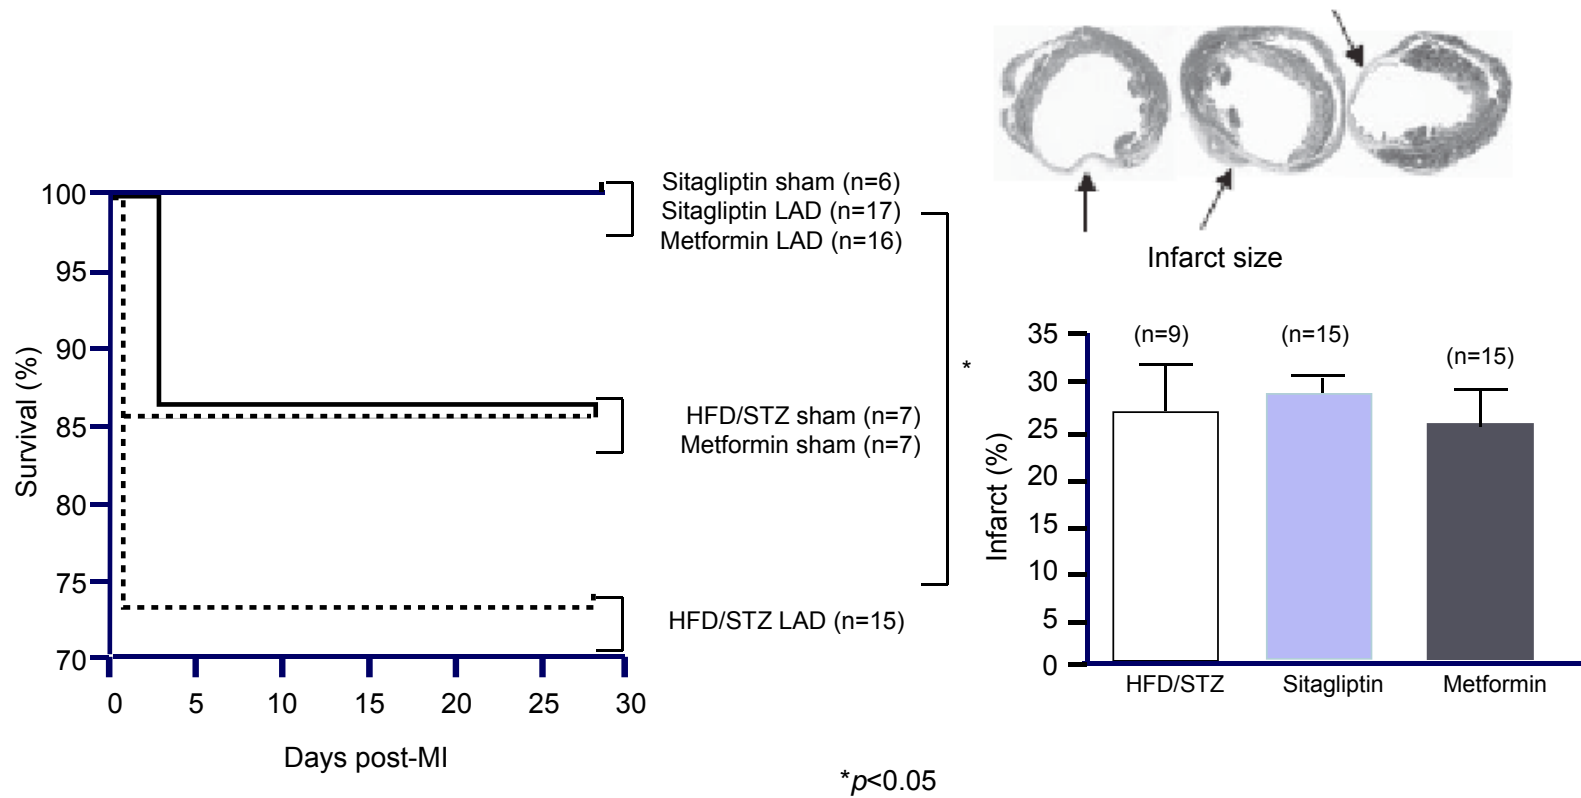 100
95
90
85
80
75
70
Survival (%)
0 5 10 15 20 25 30
Days post-MI
Sitagliptin sham (n=6)
Sitagliptin LAD (n=17)
Metformin LAD (n=16)
HFD/STZ sham (n=7)
Metformin sham (n=7)
HFD/STZ LAD (n=15)
*
Infarct size
35
30
25
20
15
10
5
0
Infarct (%)
(n=9) (n=15) (n=15)
HFD/STZ Sitagliptin Metformin
*p<0.05